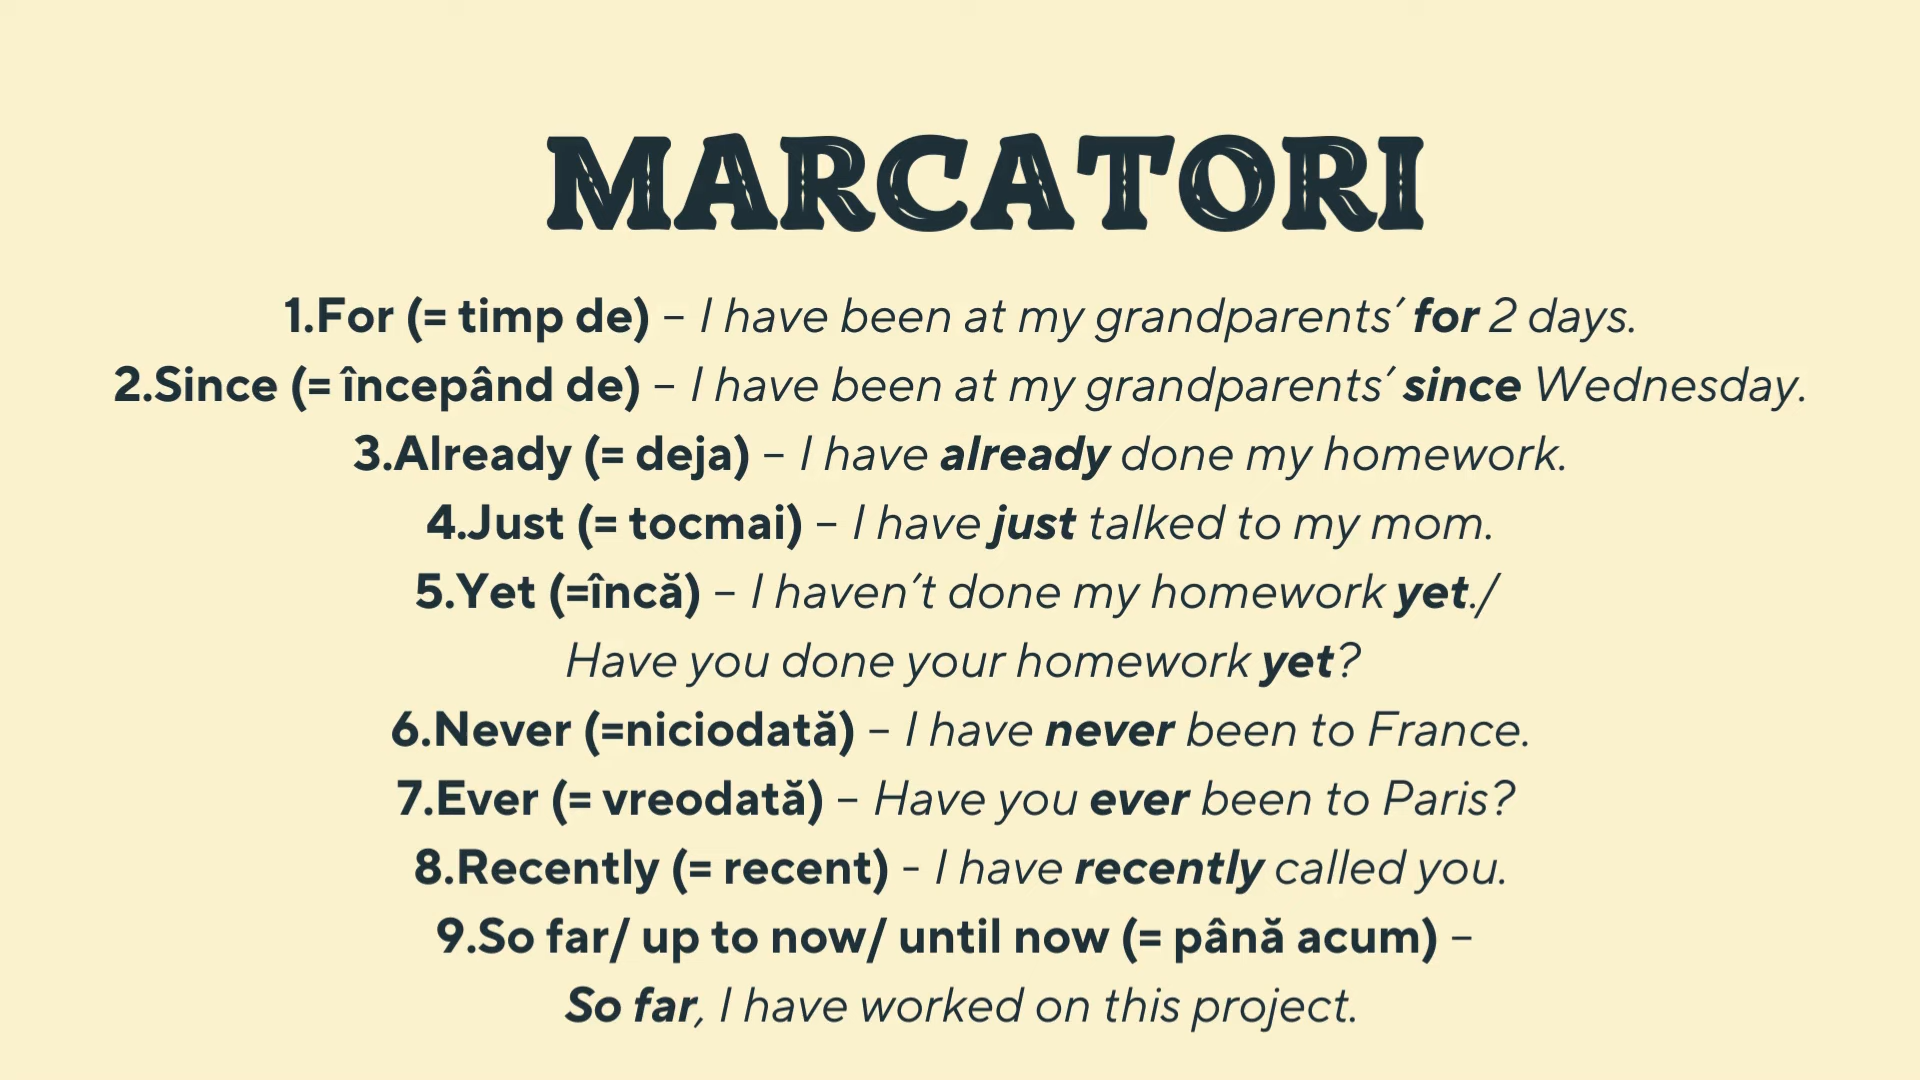 MARCATORI
1.For (= timp de) – I have been at my grandparents’ for 2 days.
2.Since (= începând de) – I have been at my grandparents’ since Wednesday.
3.Already (= deja) – I have already done my homework.
4.Just (= tocmai) – I have just talked to my mom.
5.Yet (=încă) – I haven’t done my homework yet./
Have you done your homework yet?
6.Never (=niciodată) – I have never been to France.
7.Ever (= vreodată) – Have you ever been to Paris?
8.Recently (= recent) - I have recently called you.
9.So far/ up to now/ until now (= până acum) –
So far, I have worked on this project.